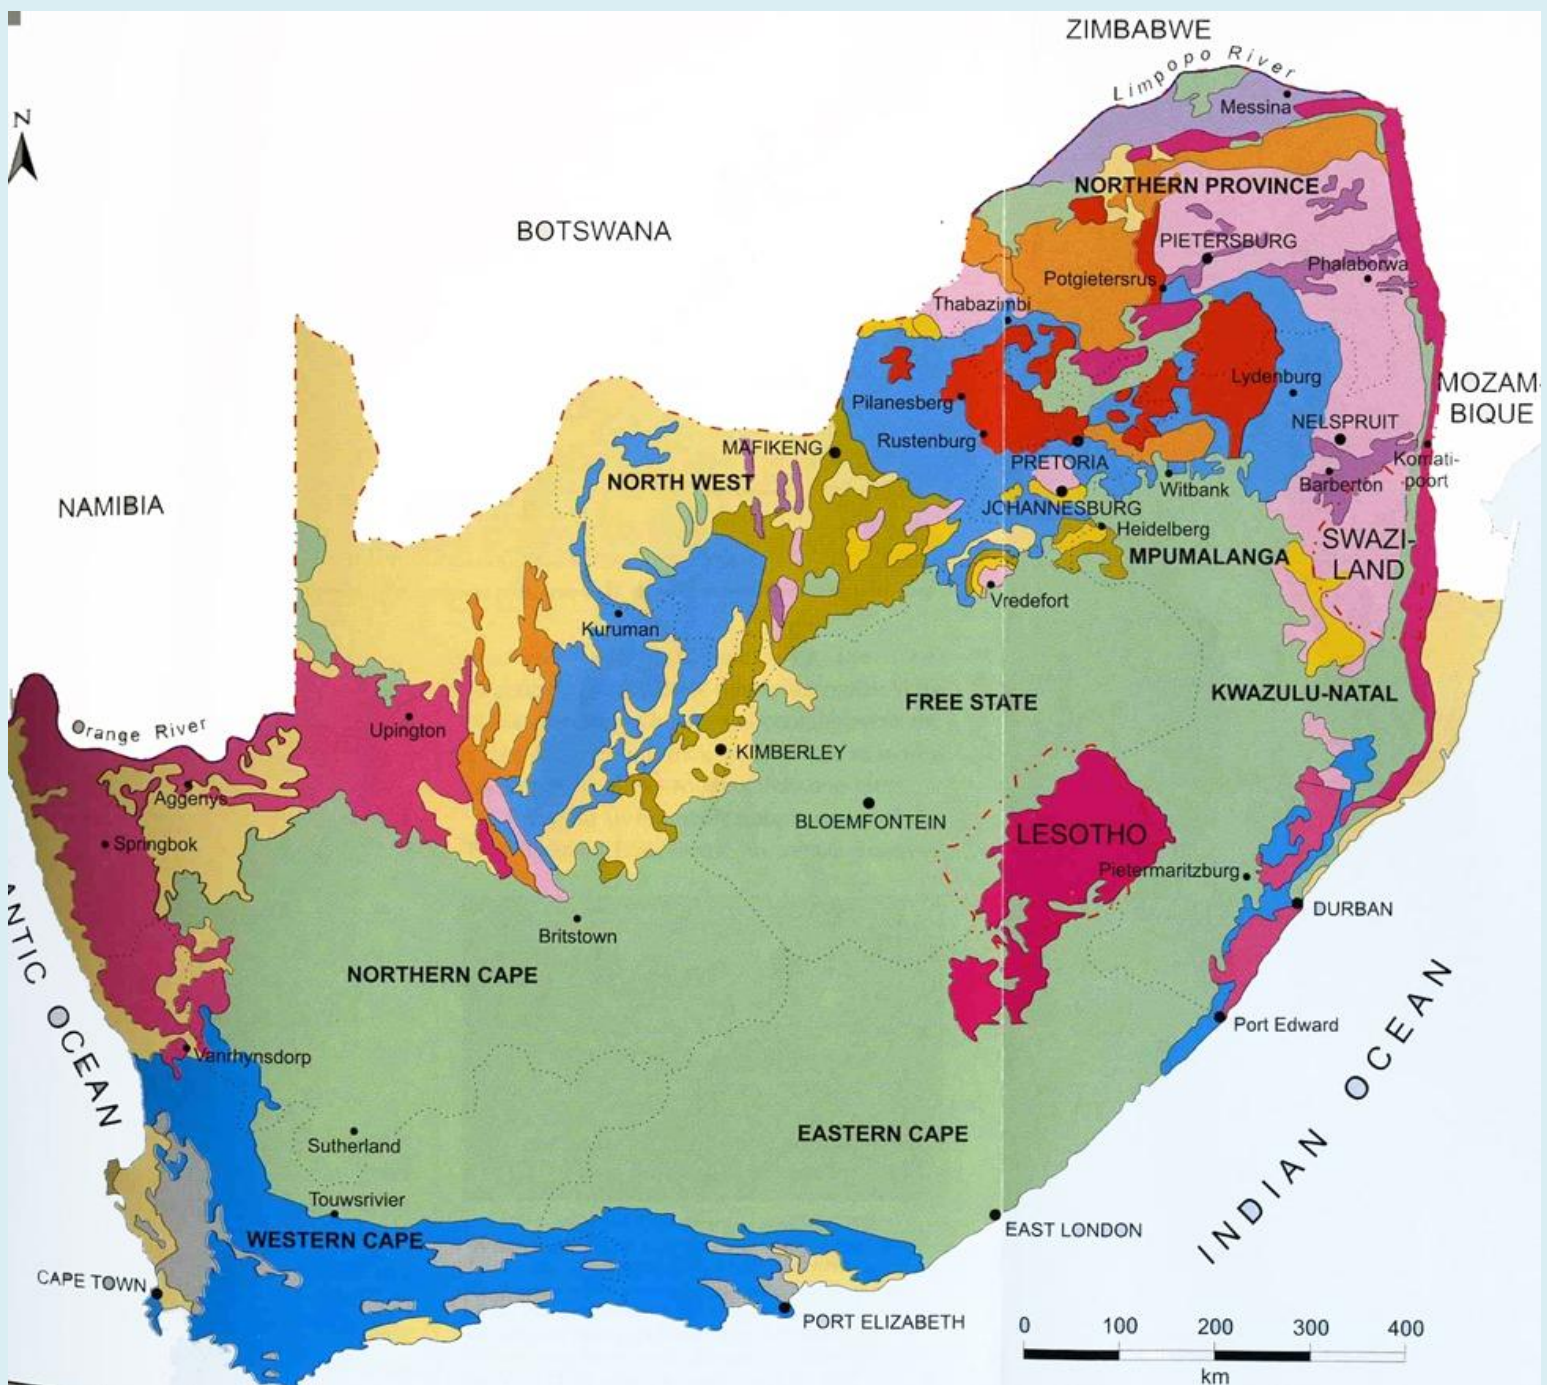 ZIMBABWE
Limpopo River
Messina
N
NORTHERN PROVINCE
BOTSWANA
PIETERSBURG
Phalaborwa
Potgietersrus
Thabazimbi
Lydenburg
MOZAM-
BIQUE
Pilanesberg
NELSPRUIT
Rustenburg
MAFIKENG
PRETORIA
Komati-
poort
NORTH WEST
Witbank
Barberton
NAMIBIA
JOHANNESBURG
Heidelberg
MPUMALANGA
SWAZI-
LAND
Vredefort
Kuruman
FREE STATE
KWAZULU-NATAL
Orange River
Upington
KIMBERLEY
Aggenys
BLOEMFONTEIN
LESOTHO
Springbok
Pietermaritzburg
DURBAN
Britstown
NORTHERN CAPE
ANTIC OCEAN
Port Edward
Vanrhynsdorp
INDIAN OCEAN
Sutherland
EASTERN CAPE
Touwsrivier
WESTERN CAPE
EAST LONDON
CAPE TOWN
PORT ELIZABETH
0 100 200 300 400
km